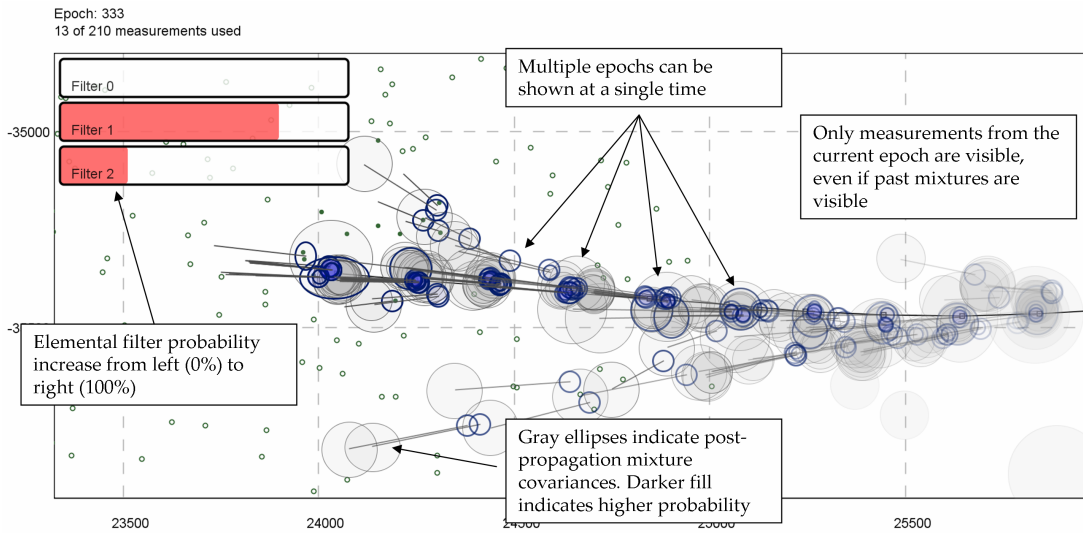 Epoch: 333
13 of 210 measurements used
Filter 0
Filter 1
Filter 2
Multiple epochs can be
shown at a single time
Only measurements from the
current epoch are visible,
even if past mixtures are
visible
-35000
Elemental filter probability
increase from left (0%) to
right (100%)
Gray ellipses indicate post-
propagation mixture
covariances. Darker fill
indicates higher probability
23500
24000
24500
25000
25500